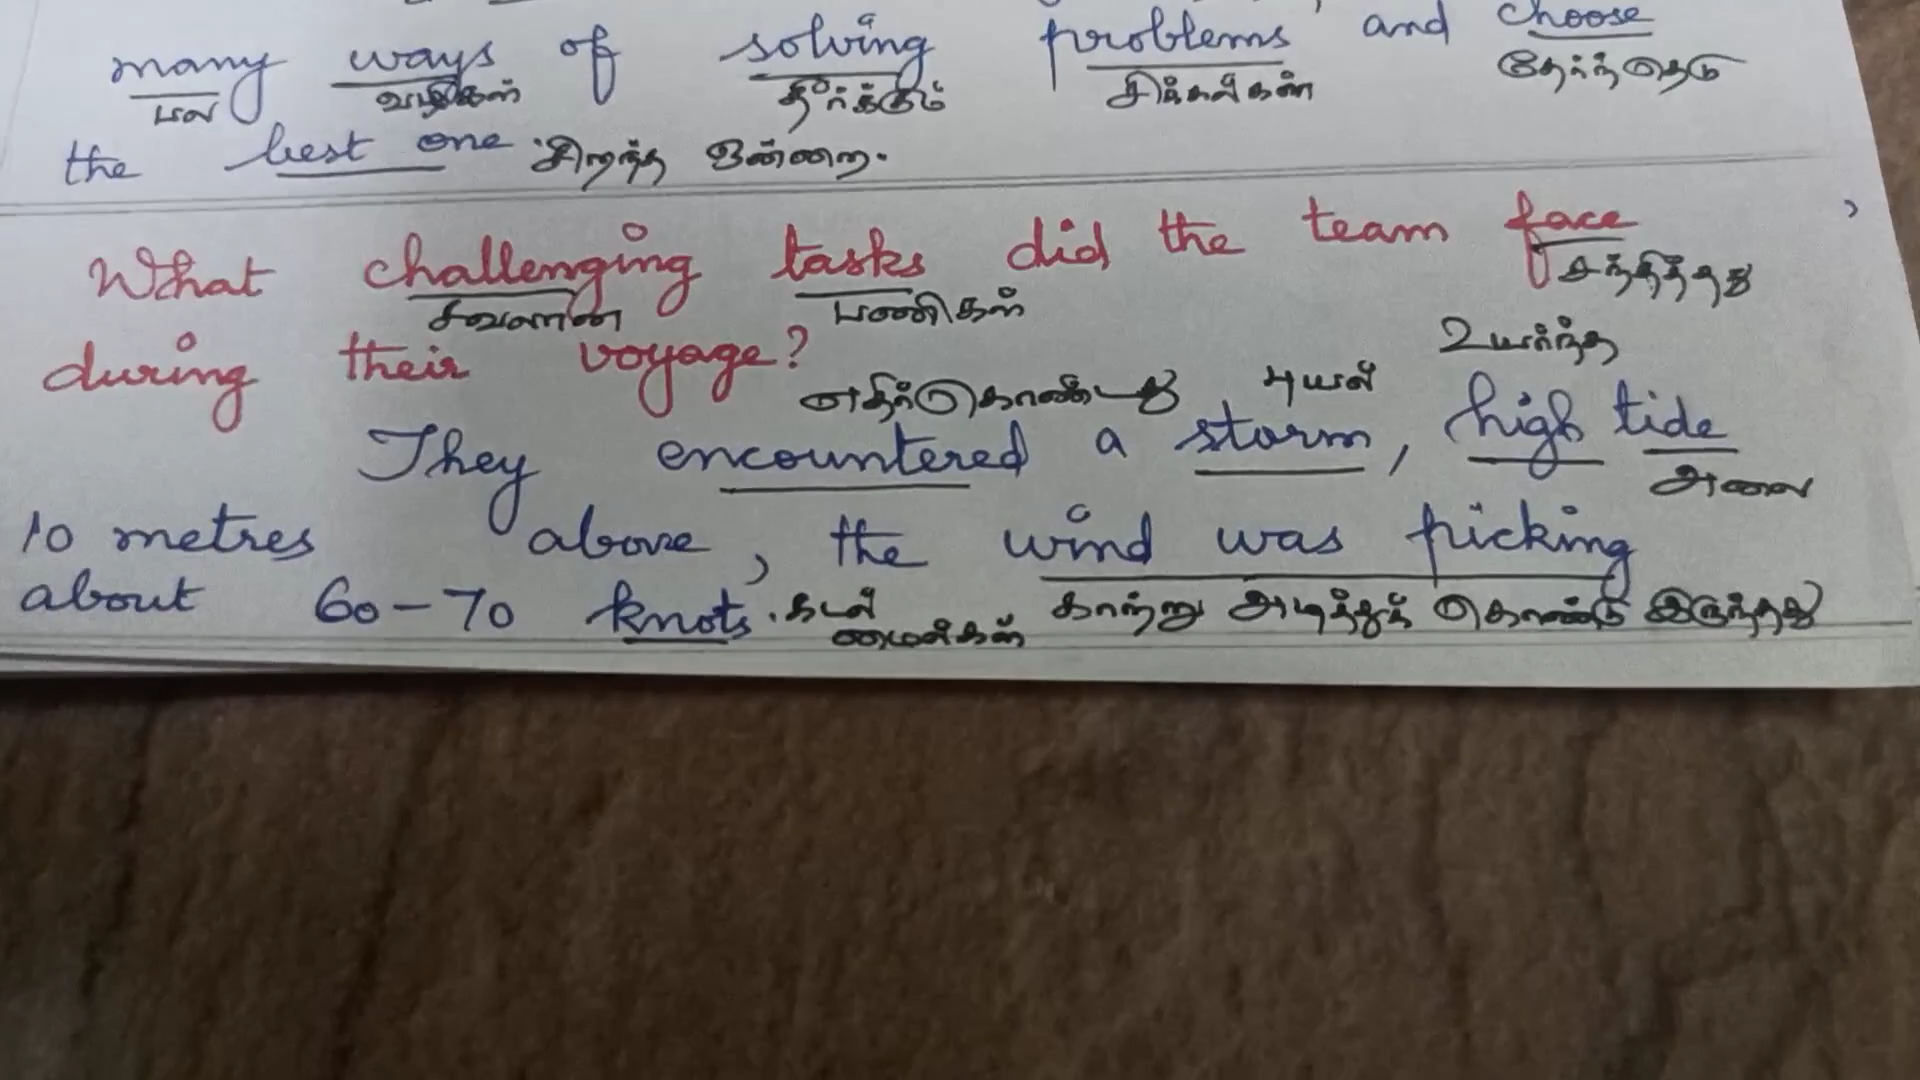 many ways of solving problems and choose
பல வழிகள் தீர்க்கும் சிக்கல்கள் தேர்ந்தெடு
the best one சிறந்த ஒன்றை.
What challenging tasks did the team face
சவாலான பணிகள் சந்தித்தது
during their voyage?
எதிர்கொண்டது புயல் உயர்ந்த
They encountered a storm, high tide
அலை
10 metres above, the wind was picking
about 60-70 knots. கடல் மைல்கள் காற்று அடித்துக் கொண்டு இருந்தது